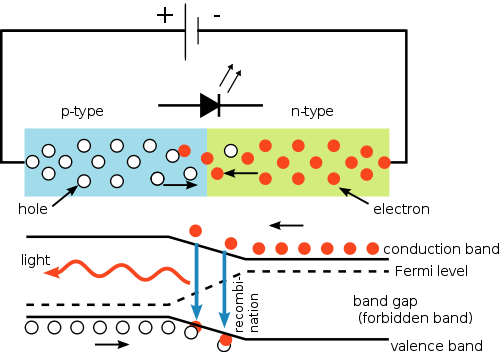 + -
p-type
n-type
hole
electron
conduction band
light
Fermi level
recombi-
nation
band gap
(forbidden band)
valence band